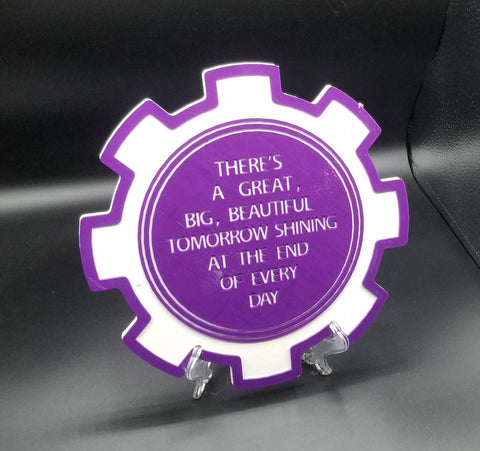 THERE'S
A GREAT,
BIG, BEAUTIFUL
TOMORROW SHINING
AT THE END
OF EVERY
DAY